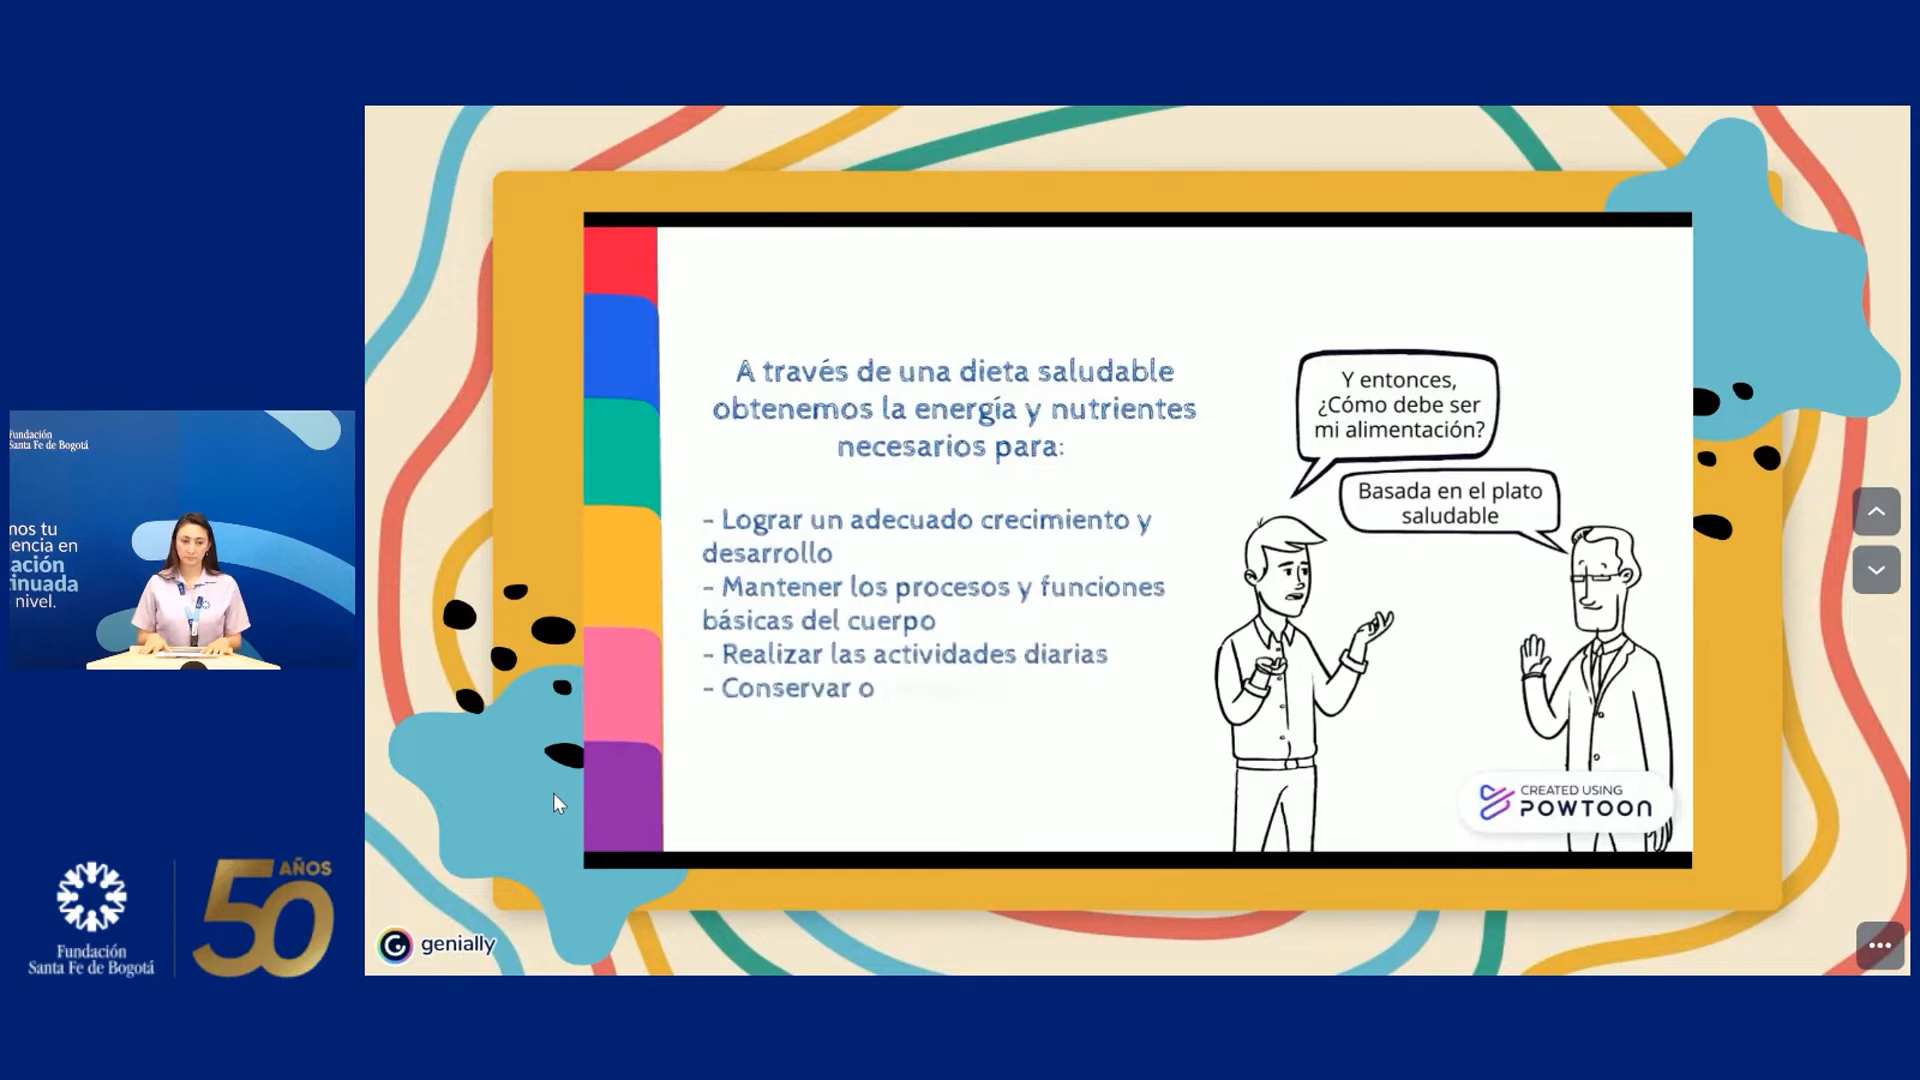 Fundación
Santa Fe de Bogotá
mos tu
encia en
ación
tinuada
nivel.
Fundación
Santa Fe de Bogotá
50 AÑOS
A través de una dieta saludable
obtenemos la energía y nutrientes
necesarios para:
- Lograr un adecuado crecimiento y
desarrollo
- Mantener los procesos y funciones
básicas del cuerpo
- Realizar las actividades diarias
- Conservar o
Y entonces,
¿Cómo debe ser
mi alimentación?
Basada en el plato
saludable
CREATED USING
POWTOON
genially